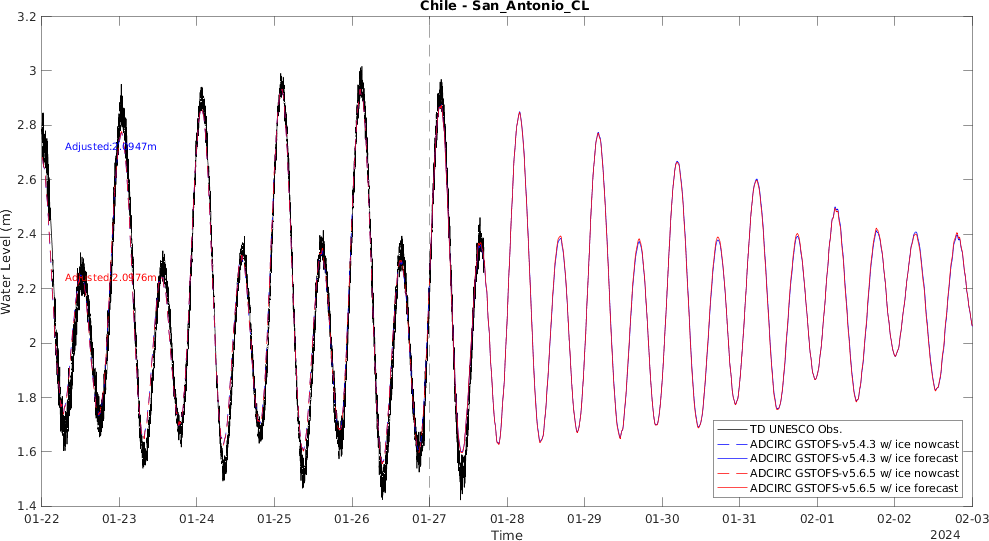 Chile - San_Antonio_CL
3.2
3
2.8
2.6
2.4
2.2
2
1.8
1.6
1.4
Water Level (m)
Adjusted:2.0947m
Adjusted:2.0976m
TD UNESCO Obs.
ADCIRC GSTOFS-v5.4.3 w/ ice nowcast
ADCIRC GSTOFS-v5.4.3 w/ ice forecast
ADCIRC GSTOFS-v5.6.5 w/ ice nowcast
ADCIRC GSTOFS-v5.6.5 w/ ice forecast
01-22 01-23 01-24 01-25 01-26 01-27 01-28 01-29 01-30 01-31 02-01 02-02 02-03
Time
2024